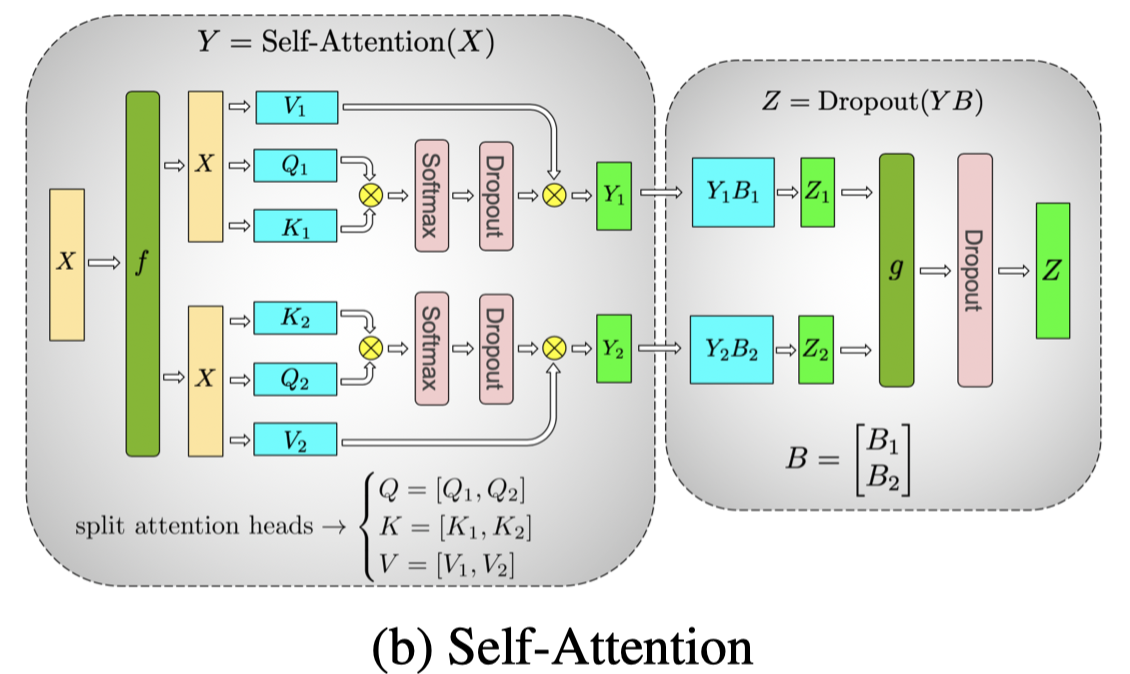 Y = Self-Attention(X)
X
f
X
V₁
Q₁
K₁
Softmax
Dropout
Y₁
X
K₂
Q₂
V₂
Softmax
Dropout
Y₂
split attention heads → { Q = [Q₁, Q₂]
K = [K₁, K₂]
V = [V₁, V₂]
Z = Dropout(Y B)
Y₁B₁
Z₁
Y₂B₂
Z₂
g
Dropout
Z
B = [B₁
B₂]
(b) Self-Attention